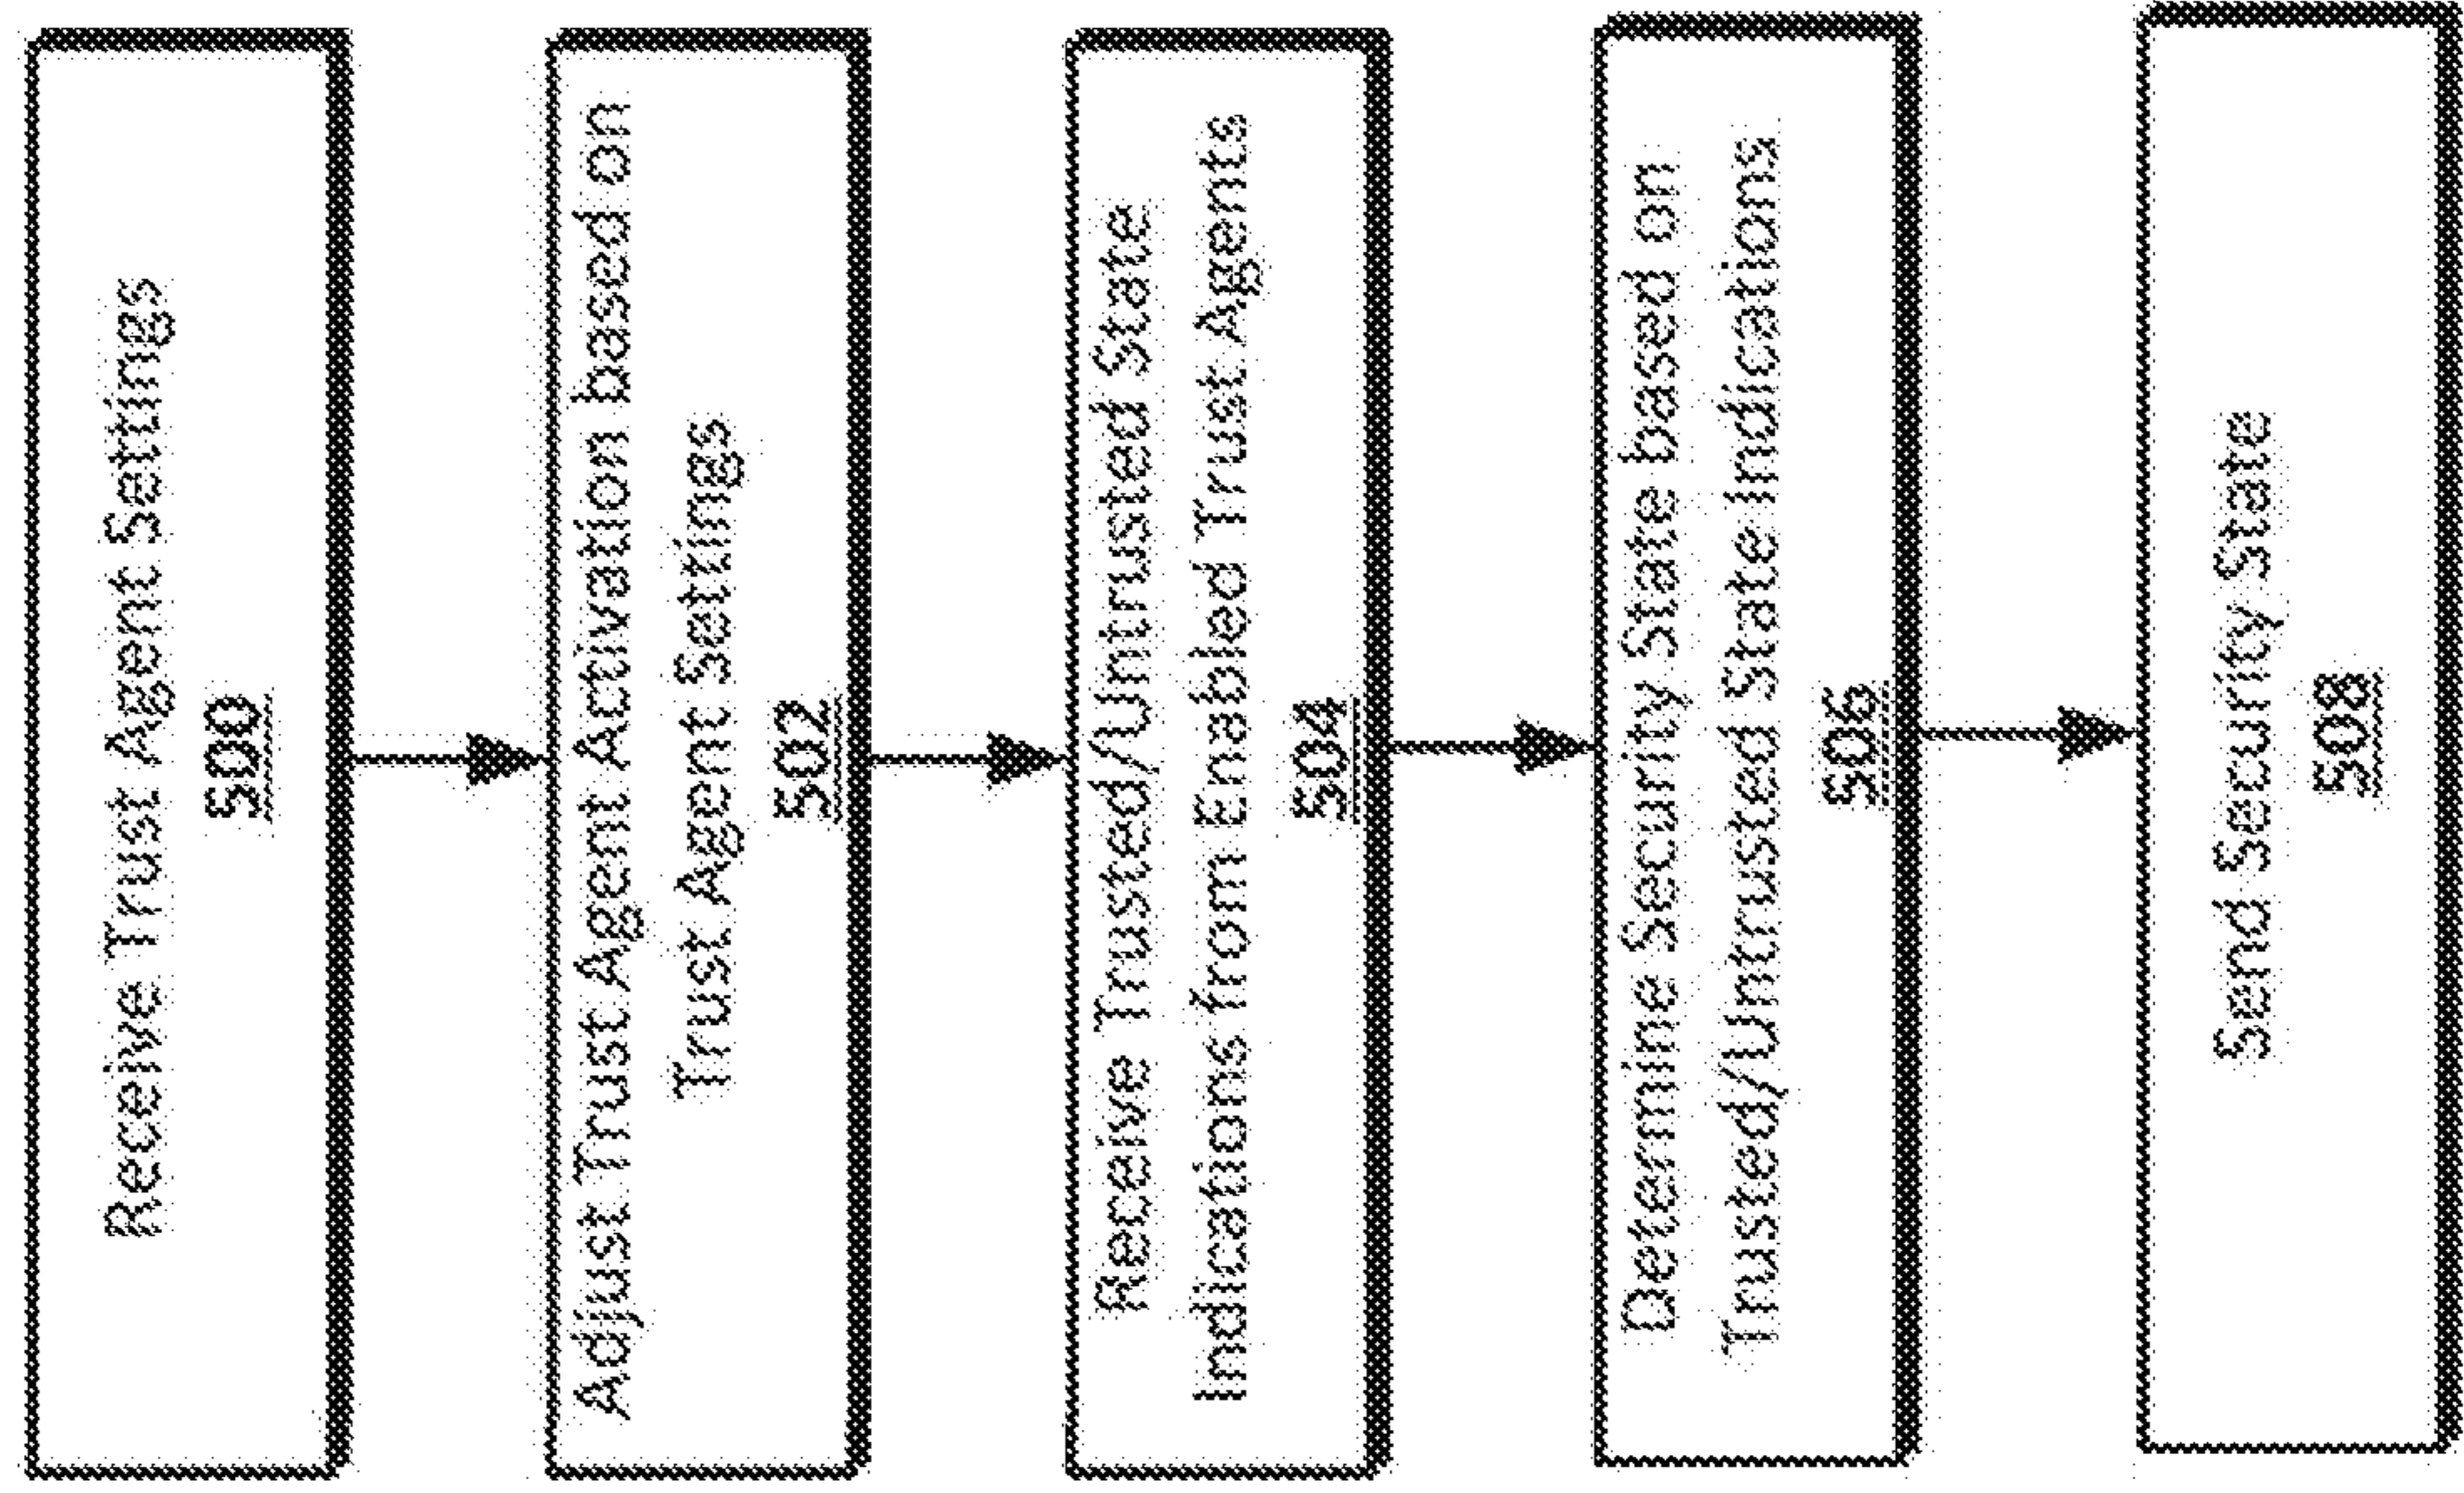 Receive Trust Agent Settings
500
Adjust Trust Agent Activation based on
Trust Agent Settings
502
Receive Trusted/Untrusted State
Indications from Enabled Trust Agents
504
Determine Security State based on
Trusted/Untrusted State Indications
506
Send Security State
508